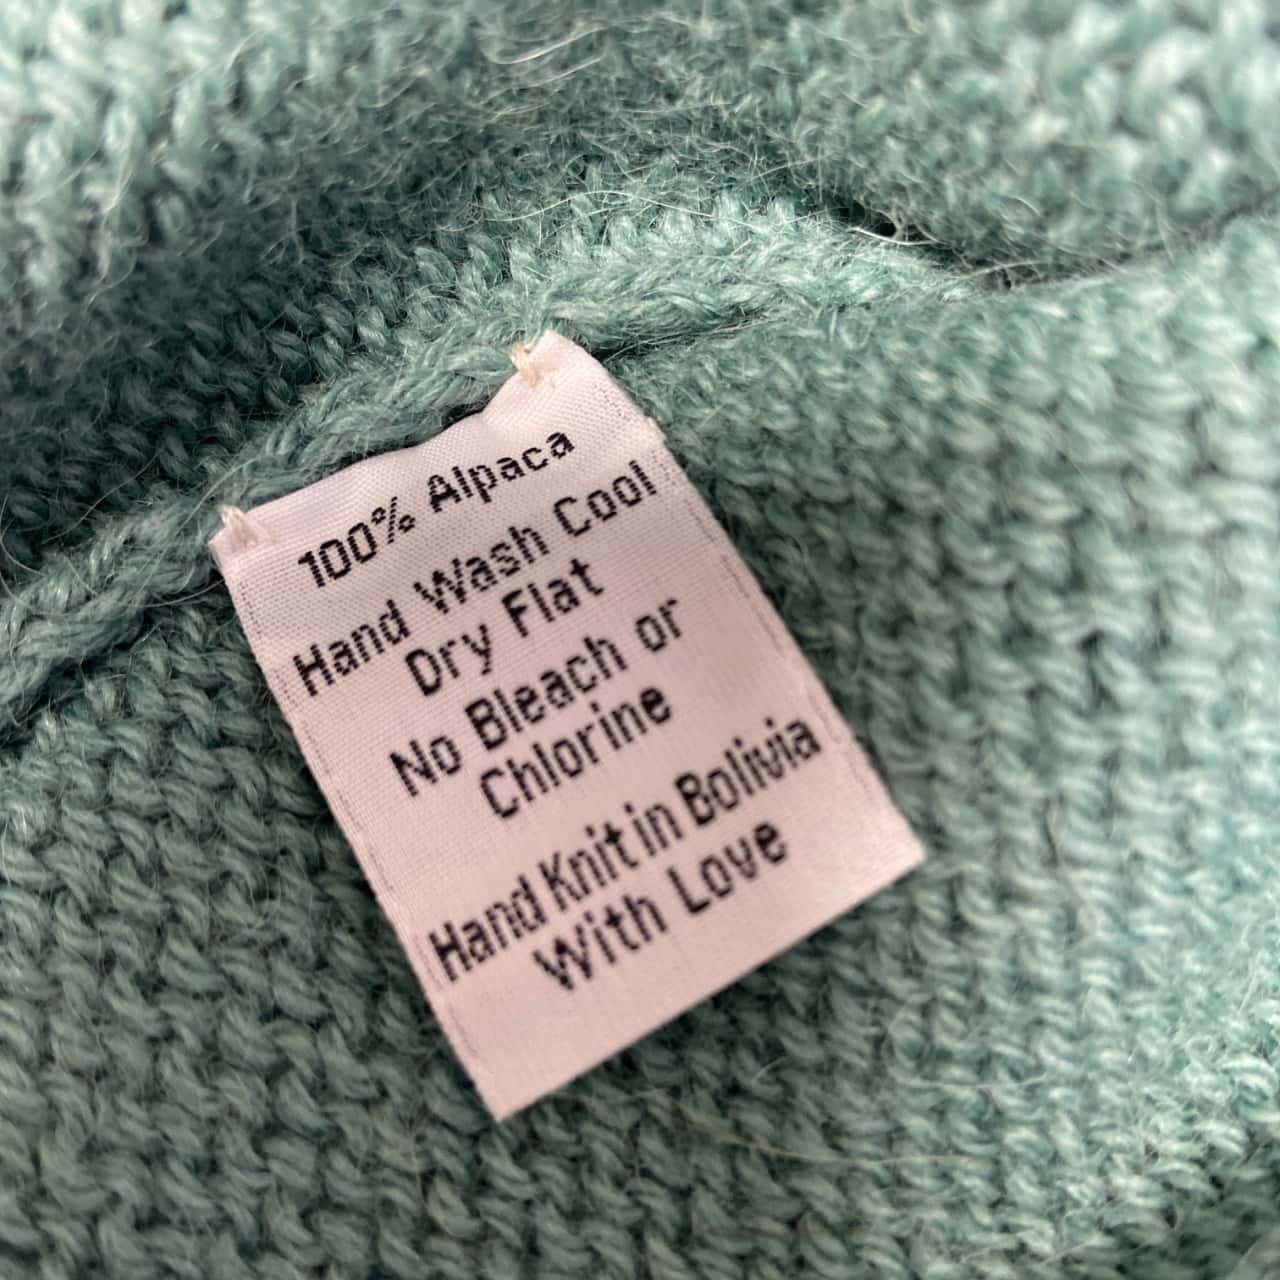 100% Alpaca
Hand Wash Cool
Dry Flat
No Bleach or
Chlorine
Hand Knit in Bolivia
With Love